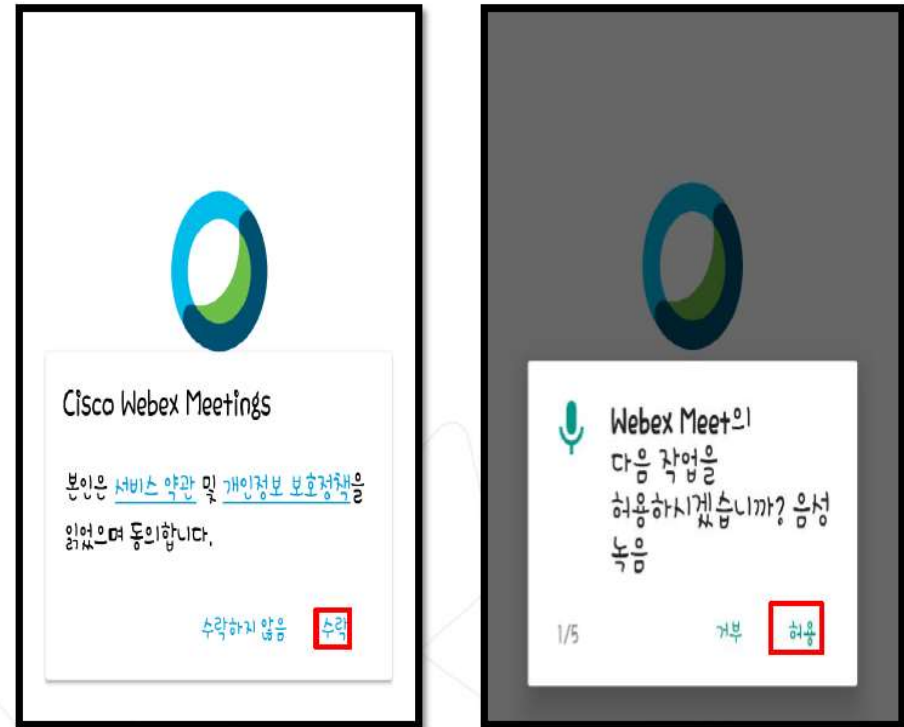 Cisco Webex Meetings
본인은 서비스 약관 및 개인정보 보호정책을
읽었으며 동의합니다.
수락하지 않음 수락
Webex Meet의
다음 작업을
허용하시겠습니까? 음성
녹음
1/5 거부 허용